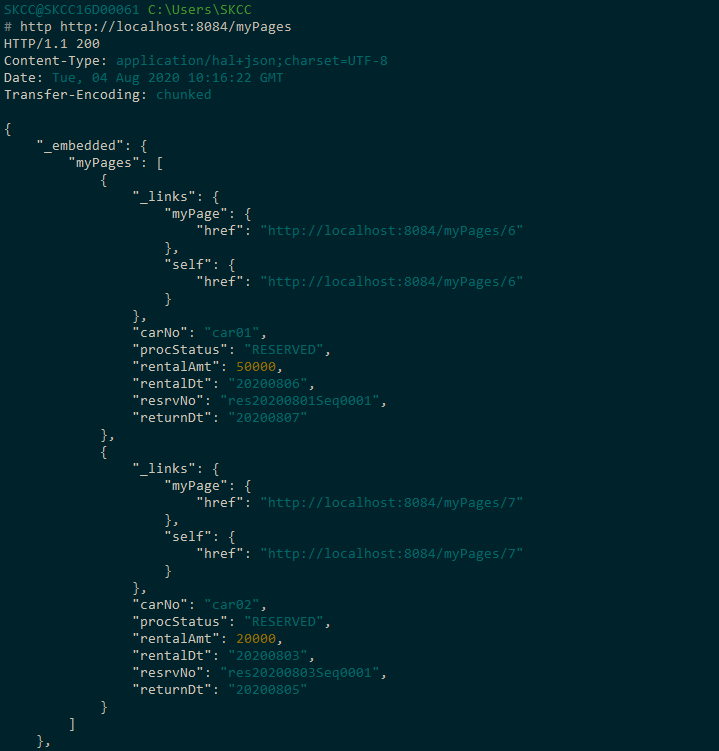 SKCC@SKCC16D00061 C:\Users\SKCC
# http http://localhost:8084/myPages
HTTP/1.1 200
Content-Type: application/hal+json;charset=UTF-8
Date: Tue, 04 Aug 2020 10:16:22 GMT
Transfer-Encoding: chunked

{
    "_embedded": {
        "myPages": [
            {
                "_links": {
                    "myPage": {
                        "href": "http://localhost:8084/myPages/6"
                    },
                    "self": {
                        "href": "http://localhost:8084/myPages/6"
                    }
                },
                "carNo": "car01",
                "procStatus": "RESERVED",
                "rentalAmt": 50000,
                "rentalDt": "20200806",
                "resrvNo": "res20200801Seq0001",
                "returnDt": "20200807"
            },
            {
                "_links": {
                    "myPage": {
                        "href": "http://localhost:8084/myPages/7"
                    },
                    "self": {
                        "href": "http://localhost:8084/myPages/7"
                    }
                },
                "carNo": "car02",
                "procStatus": "RESERVED",
                "rentalAmt": 20000,
                "rentalDt": "20200803",
                "resrvNo": "res20200803Seq0001",
                "returnDt": "20200805"
            }
        ]
    },